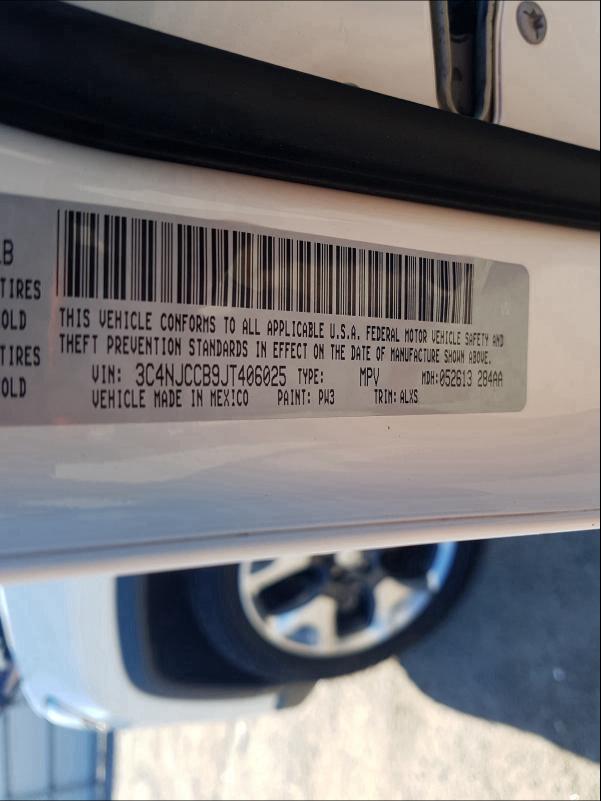 LB
TIRES
OLD
TIRES
OLD
THIS VEHICLE CONFORMS TO ALL APPLICABLE U.S.A. FEDERAL MOTOR VEHICLE SAFETY AND
THEFT PREVENTION STANDARDS IN EFFECT ON THE DATE OF MANUFACTURE SHOWN ABOVE.
VIN: 3C4NJCCB9JT406025 TYPE: MPV MDH:052613 284AA
VEHICLE MADE IN MEXICO PAINT: PW3 TRIM: ALXS